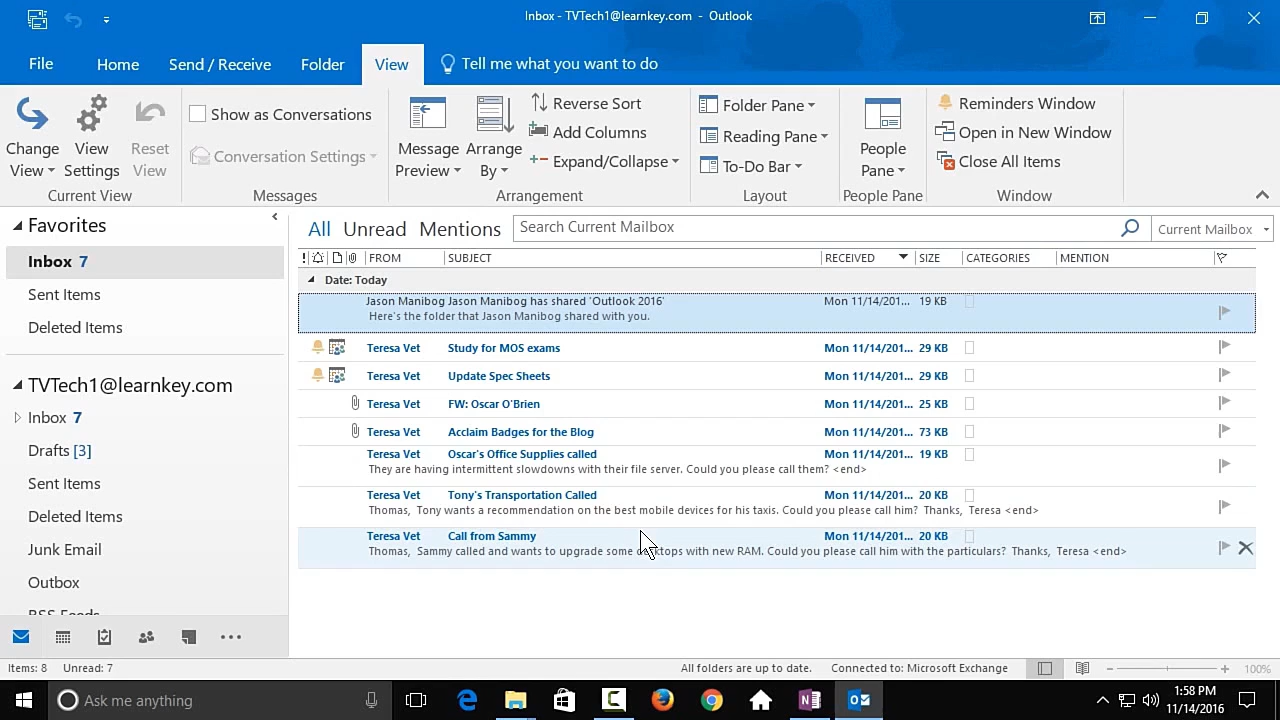 Inbox - TVTech1@learnkey.com - Outlook
File Home Send / Receive Folder View Tell me what you want to do
Change View
View Settings
Reset View
Current View
Show as Conversations
Conversation Settings
Messages
Message Preview
Arrange By
Reverse Sort
Add Columns
Expand/Collapse
Arrangement
Folder Pane
Reading Pane
To-Do Bar
Layout
People Pane
People Pane
Reminders Window
Open in New Window
Close All Items
Window
Favorites
Inbox 7
Sent Items
Deleted Items
TVTech1@learnkey.com
Inbox 7
Drafts [3]
Sent Items
Deleted Items
Junk Email
Outbox
RSS Feeds
All Unread Mentions Search Current Mailbox Current Mailbox
FROM SUBJECT RECEIVED SIZE CATEGORIES MENTION
Date: Today
Jason Manibog Jason Manibog has shared 'Outlook 2016' Mon 11/14/201... 19 KB
Here's the folder that Jason Manibog shared with you.
Teresa Vet Study for MOS exams Mon 11/14/201... 29 KB
Teresa Vet Update Spec Sheets Mon 11/14/201... 29 KB
Teresa Vet FW: Oscar O'Brien Mon 11/14/201... 25 KB
Teresa Vet Acclaim Badges for the Blog Mon 11/14/201... 73 KB
Teresa Vet Oscar's Office Supplies called Mon 11/14/201... 19 KB
They are having intermittent slowdowns with their file server. Could you please call them? <end>
Teresa Vet Tony's Transportation Called Mon 11/14/201... 20 KB
Thomas, Tony wants a recommendation on the best mobile devices for his taxis. Could you please call him? Thanks, Teresa <end>
Teresa Vet Call from Sammy Mon 11/14/201... 20 KB
Thomas, Sammy called and wants to upgrade some with new RAM. Could you please call him with the particulars? Thanks, Teresa <end>
Items: 8 Unread: 7 All folders are up to date. Connected to: Microsoft Exchange 100%
Ask me anything
1:58 PM
11/14/2016